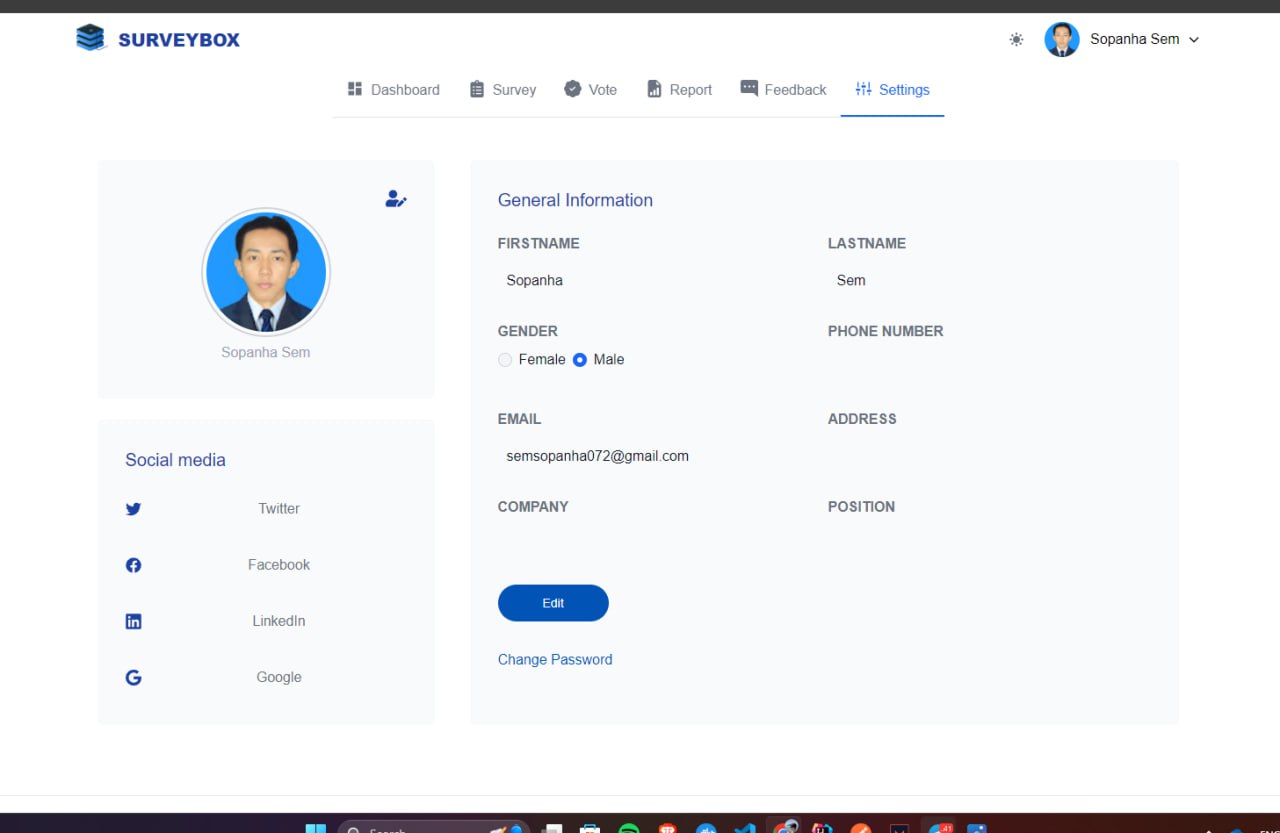 SURVEYBOX
Sopanha Sem
Dashboard Survey Vote Report Feedback Settings
Sopanha Sem
Social media
Twitter
Facebook
LinkedIn
Google
General Information
FIRSTNAME LASTNAME
Sopanha Sem
GENDER PHONE NUMBER
Female Male
EMAIL ADDRESS
semsopanha072@gmail.com
COMPANY POSITION
Edit
Change Password
Search
41